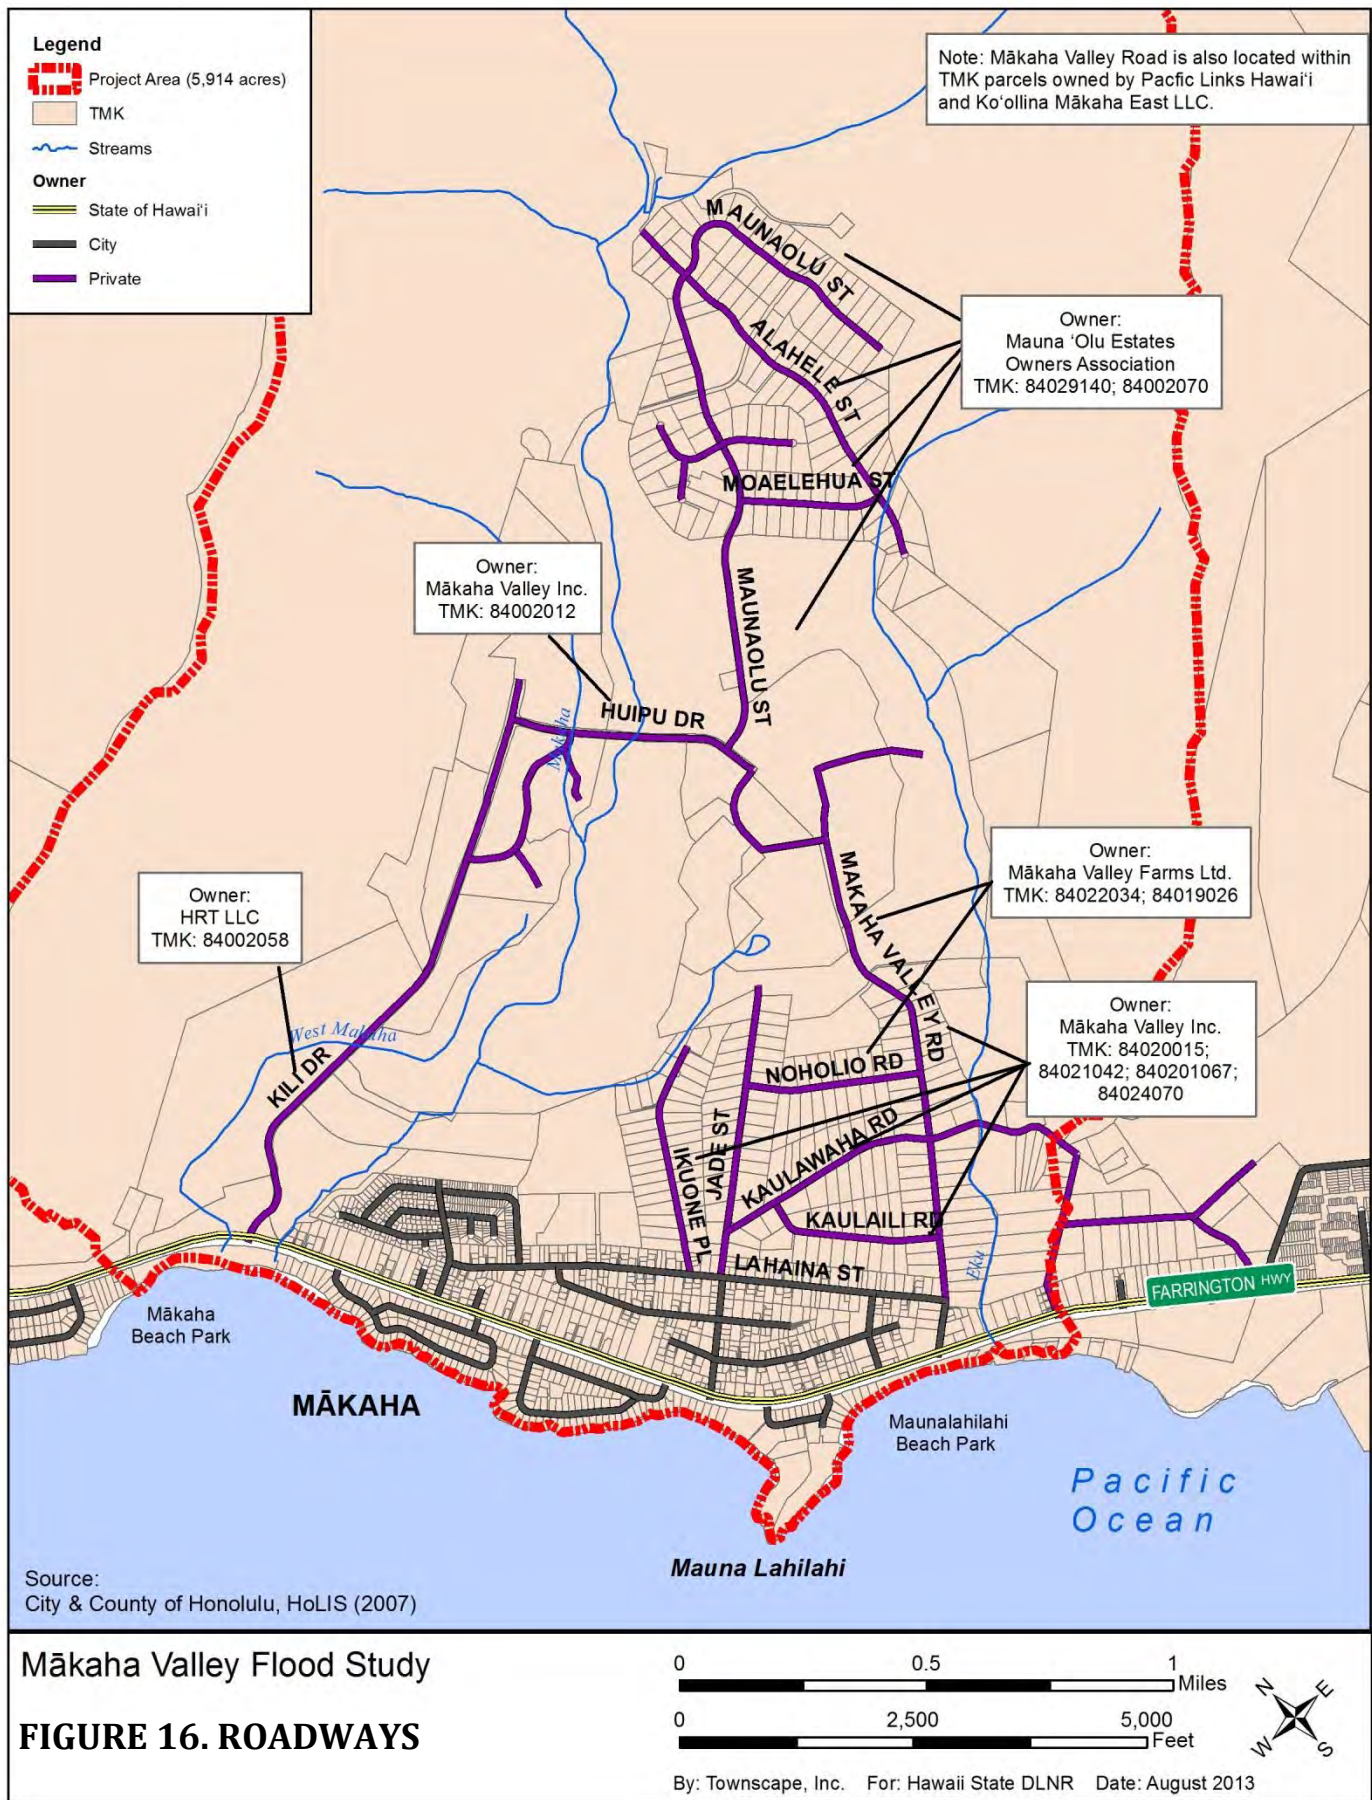 Legend
Project Area (5,914 acres)
TMK
Streams
Owner
State of Hawai‘i
City
Private
Note: Mākaha Valley Road is also located within
TMK parcels owned by Pacfic Links Hawai‘i
and Ko‘ollina Mākaha East LLC.
MAUNAOLU ST
ALAHELE ST
Owner:
Mauna ‘Olu Estates
Owners Association
TMK: 84029140; 84002070
MOAELEHUA ST
Owner:
Mākaha Valley Inc.
TMK: 84002012
MAUNAOLU ST
HUIPU DR
Makaha
Owner:
Mākaha Valley Farms Ltd.
TMK: 84022034; 84019026
MAKAHA VALLEY RD
Owner:
HRT LLC
TMK: 84002058
West Makaha
KILI DR
Owner:
Mākaha Valley Inc.
TMK: 84020015;
84021042; 840201067;
84024070
NOHOLIO RD
JADE ST
IKUONE PL
KAULAWAHA RD
KAULAILI RD
LAHAINA ST
Eku
FARRINGTON HWY
Mākaha
Beach Park
MĀKAHA
Maunalahilahi
Beach Park
Pacific
Ocean
Mauna Lahilahi
Source:
City & County of Honolulu, HoLIS (2007)
Mākaha Valley Flood Study
FIGURE 16. ROADWAYS
0 0.5 1
Miles
0 2,500 5,000
Feet
N E
W S
By: Townscape, Inc. For: Hawaii State DLNR Date: August 2013